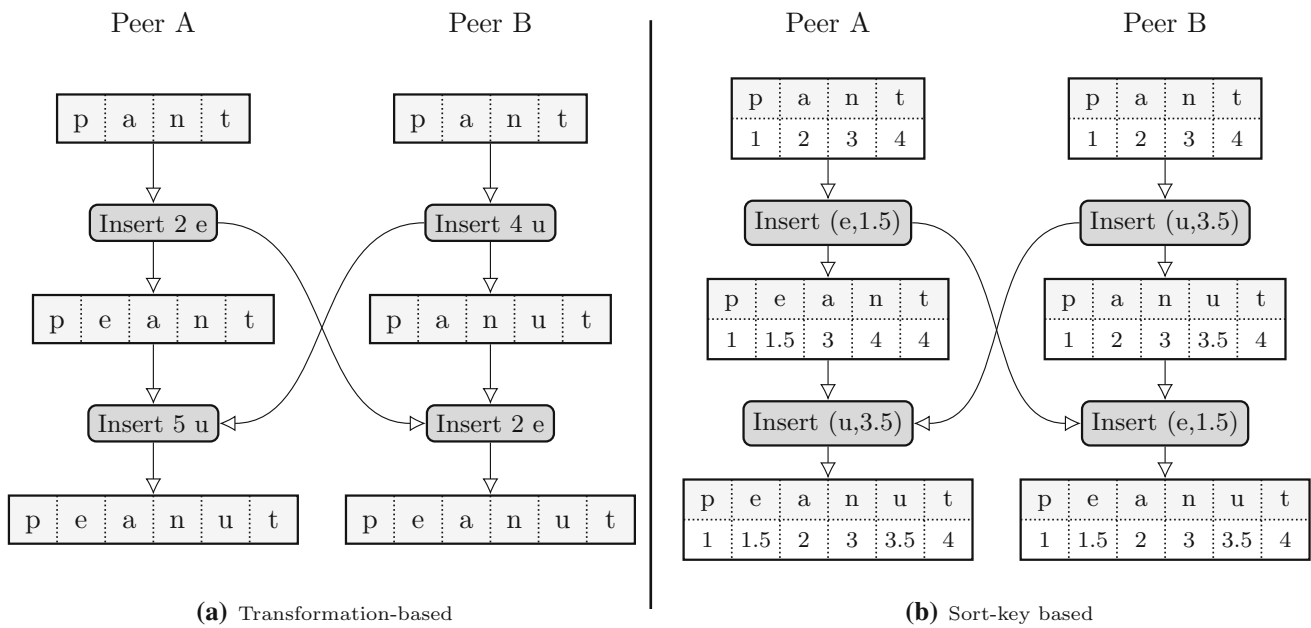 Peer A Peer B
p a n t p a n t
Insert 2 e Insert 4 u
p e a n t p a n u t
Insert 5 u Insert 2 e
p e a n u t p e a n u t
(a) Transformation-based
Peer A Peer B
p a n t p a n t
1 2 3 4 1 2 3 4
Insert (e,1.5) Insert (u,3.5)
p e a n t p a n u t
1 1.5 3 4 4 1 2 3 3.5 4
Insert (u,3.5) Insert (e,1.5)
p e a n u t p e a n u t
1 1.5 2 3 3.5 4 1 1.5 2 3 3.5 4
(b) Sort-key based